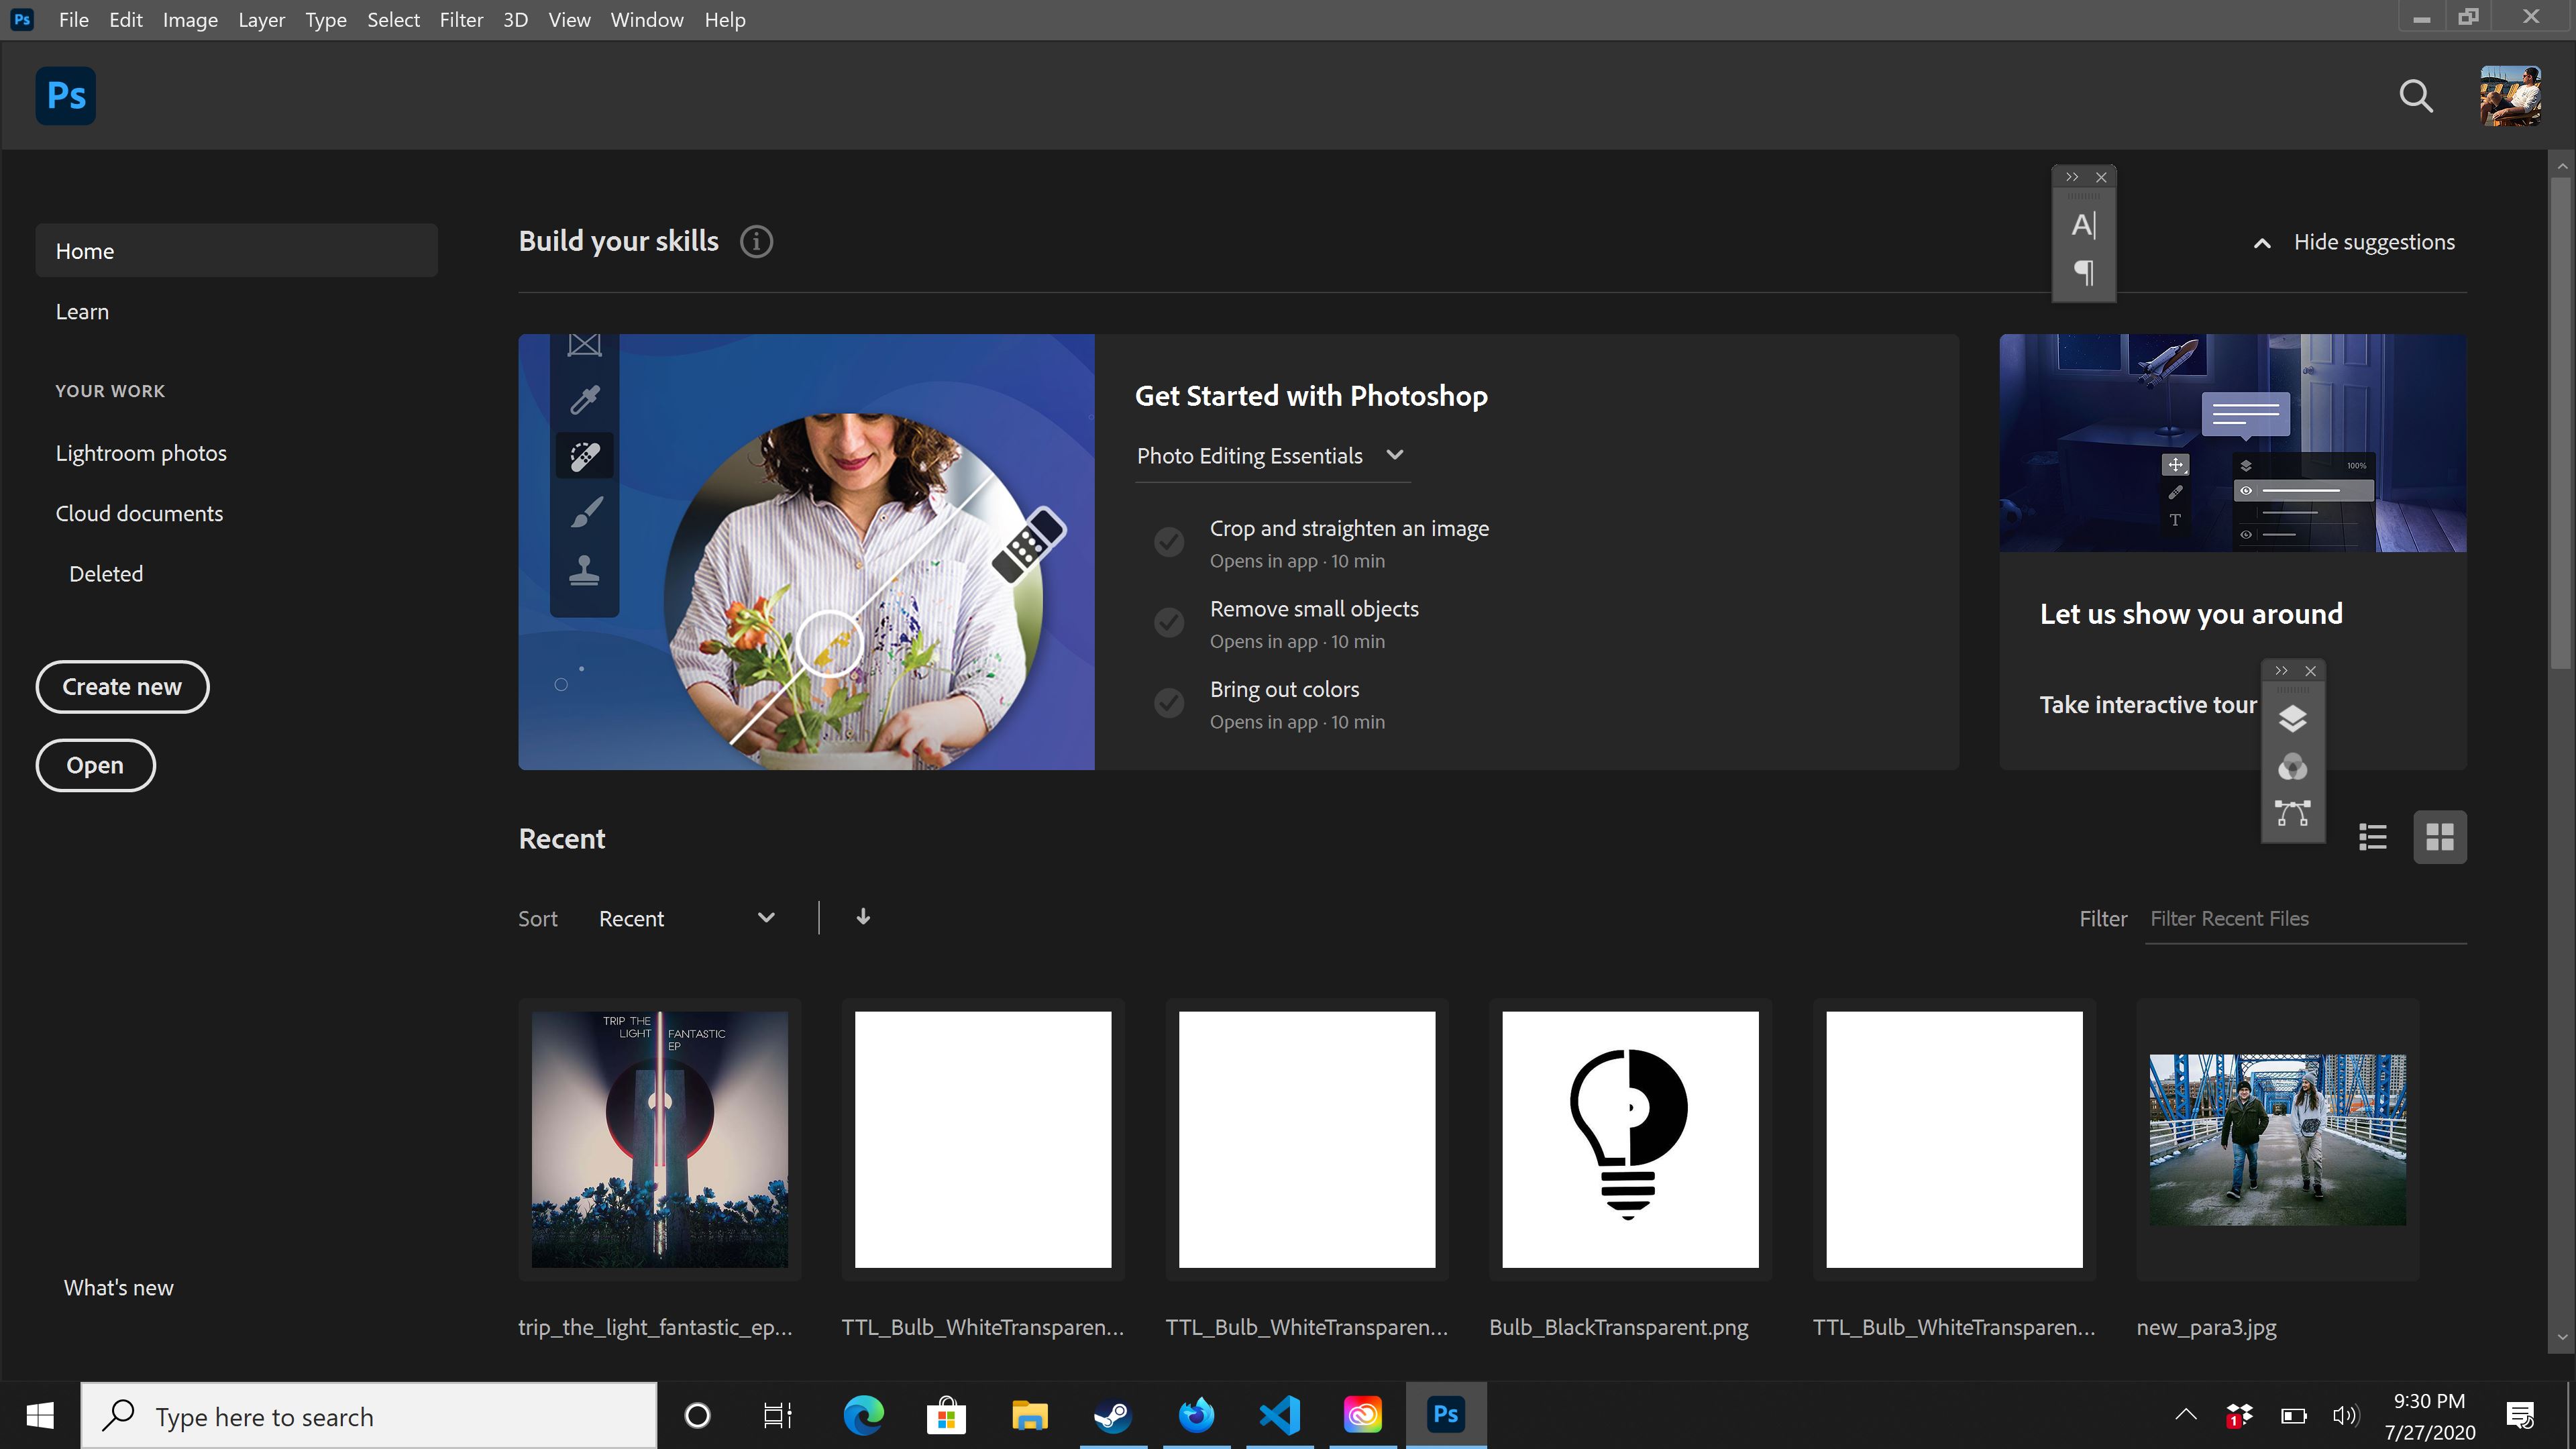 Ps File Edit Image Layer Type Select Filter 3D View Window Help
Ps
Home
Learn
YOUR WORK
Lightroom photos
Cloud documents
Deleted
Create new
Open
What's new
Build your skills
Hide suggestions
Get Started with Photoshop
Photo Editing Essentials
Crop and straighten an image
Opens in app · 10 min
Remove small objects
Opens in app · 10 min
Bring out colors
Opens in app · 10 min
A
¶
100%
T
Let us show you around
Take interactive tour
Recent
Sort Recent
Filter Filter Recent Files
TRIP THE
LIGHT FANTASTIC
EP
trip_the_light_fantastic_ep...
TTL_Bulb_WhiteTransparen...
TTL_Bulb_WhiteTransparen...
Bulb_BlackTransparent.png
TTL_Bulb_WhiteTransparen...
new_para3.jpg
Type here to search
Ps
1
9:30 PM
7/27/2020